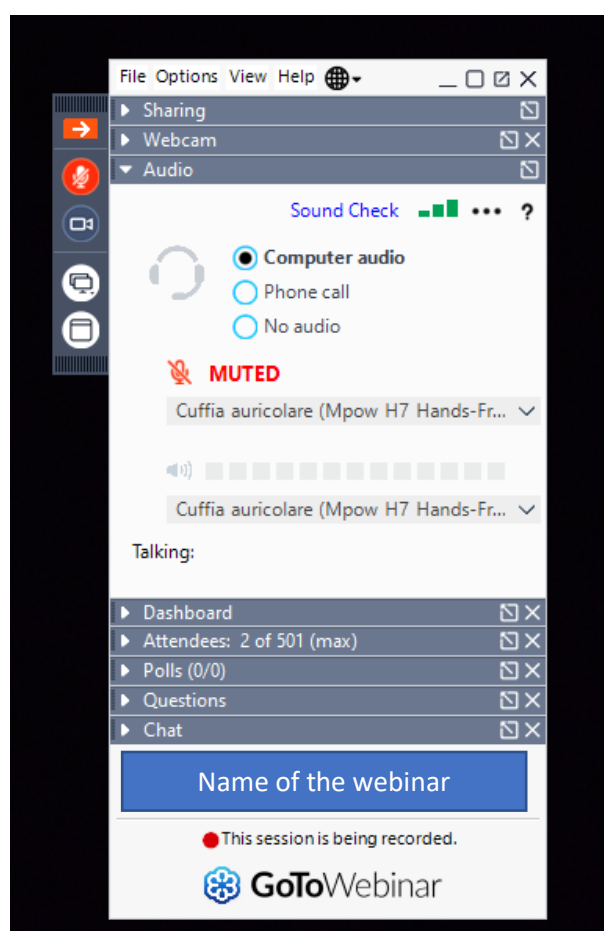 File Options View Help
Sharing
Webcam
Audio
Sound Check ?
Computer audio
Phone call
No audio
MUTED
Cuffia auricolare (Mpow H7 Hands-Fr...
Cuffia auricolare (Mpow H7 Hands-Fr...
Talking:
Dashboard
Attendees: 2 of 501 (max)
Polls (0/0)
Questions
Chat
Name of the webinar
This session is being recorded.
GoToWebinar